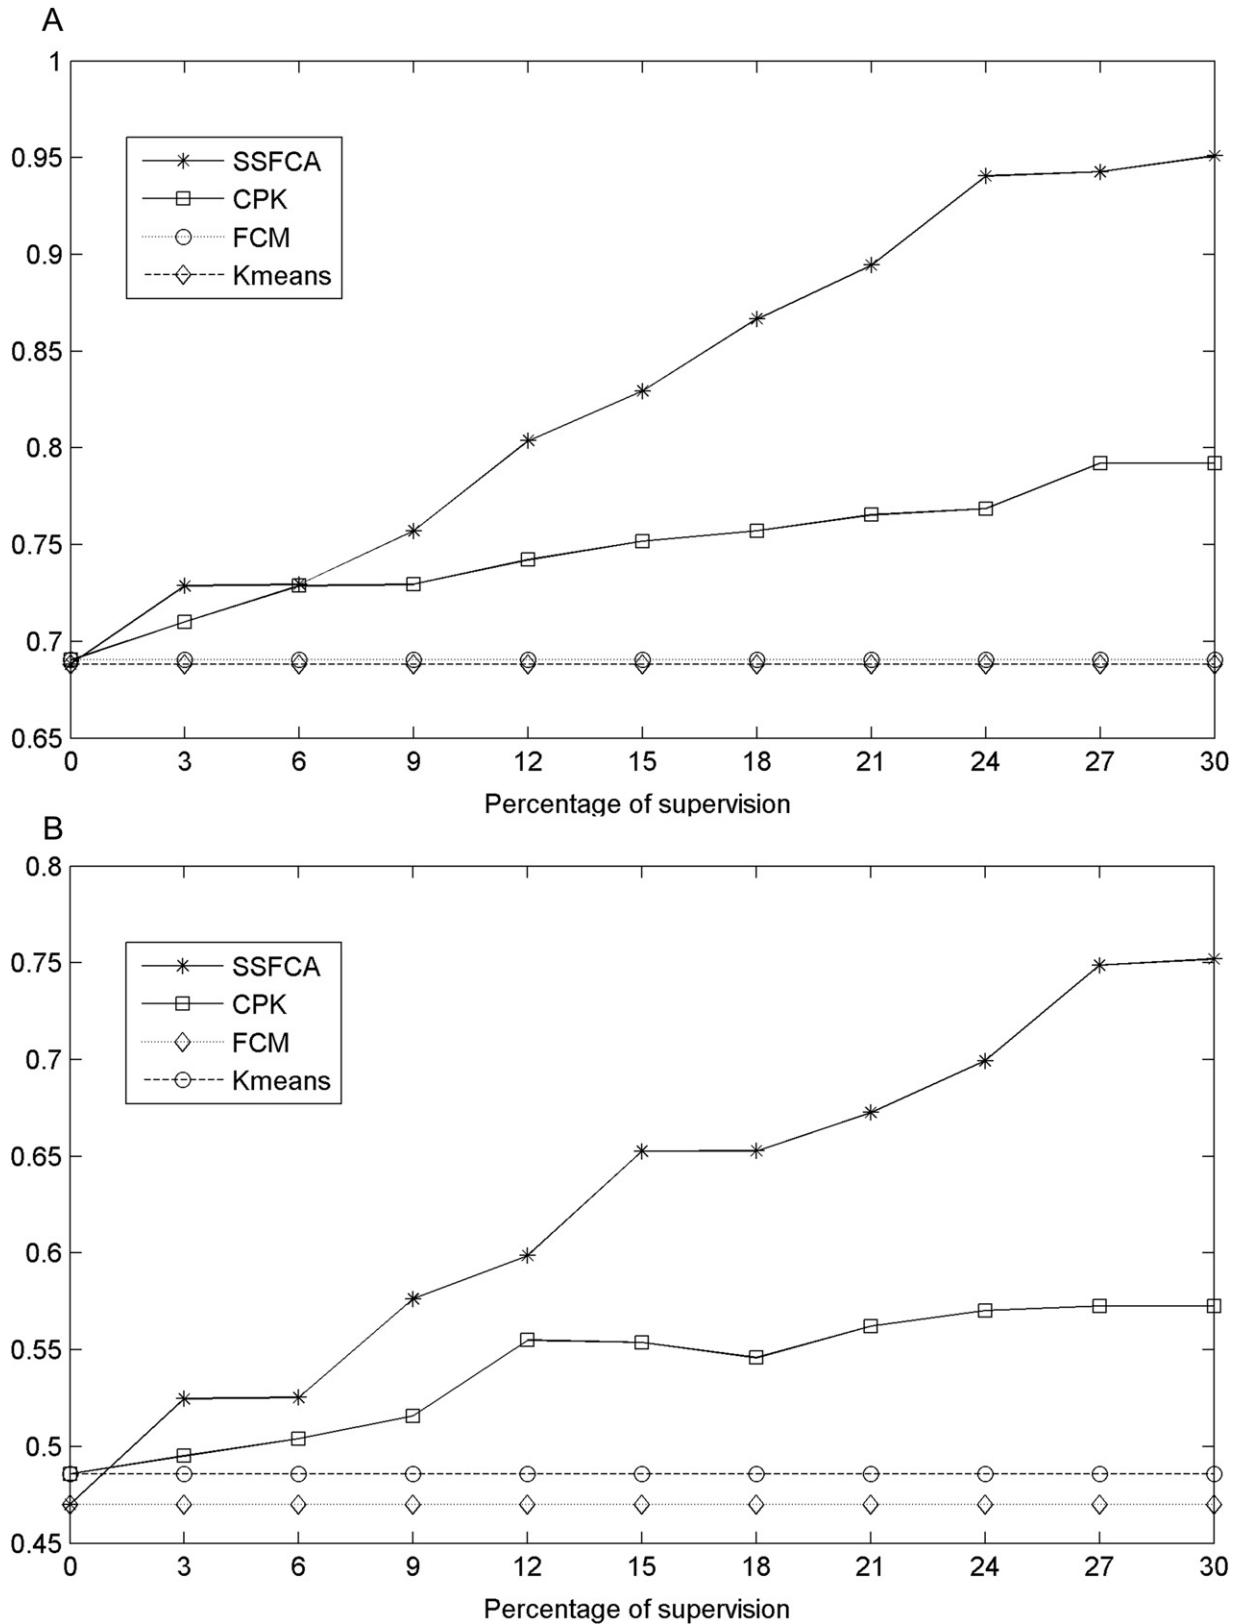 A
1
0.95
0.9
0.85
0.8
0.75
0.7
0.65
SSFCA
CPK
FCM
Kmeans
0 3 6 9 12 15 18 21 24 27 30
Percentage of supervision
B
0.8
0.75
0.7
0.65
0.6
0.55
0.5
0.45
SSFCA
CPK
FCM
Kmeans
0 3 6 9 12 15 18 21 24 27 30
Percentage of supervision